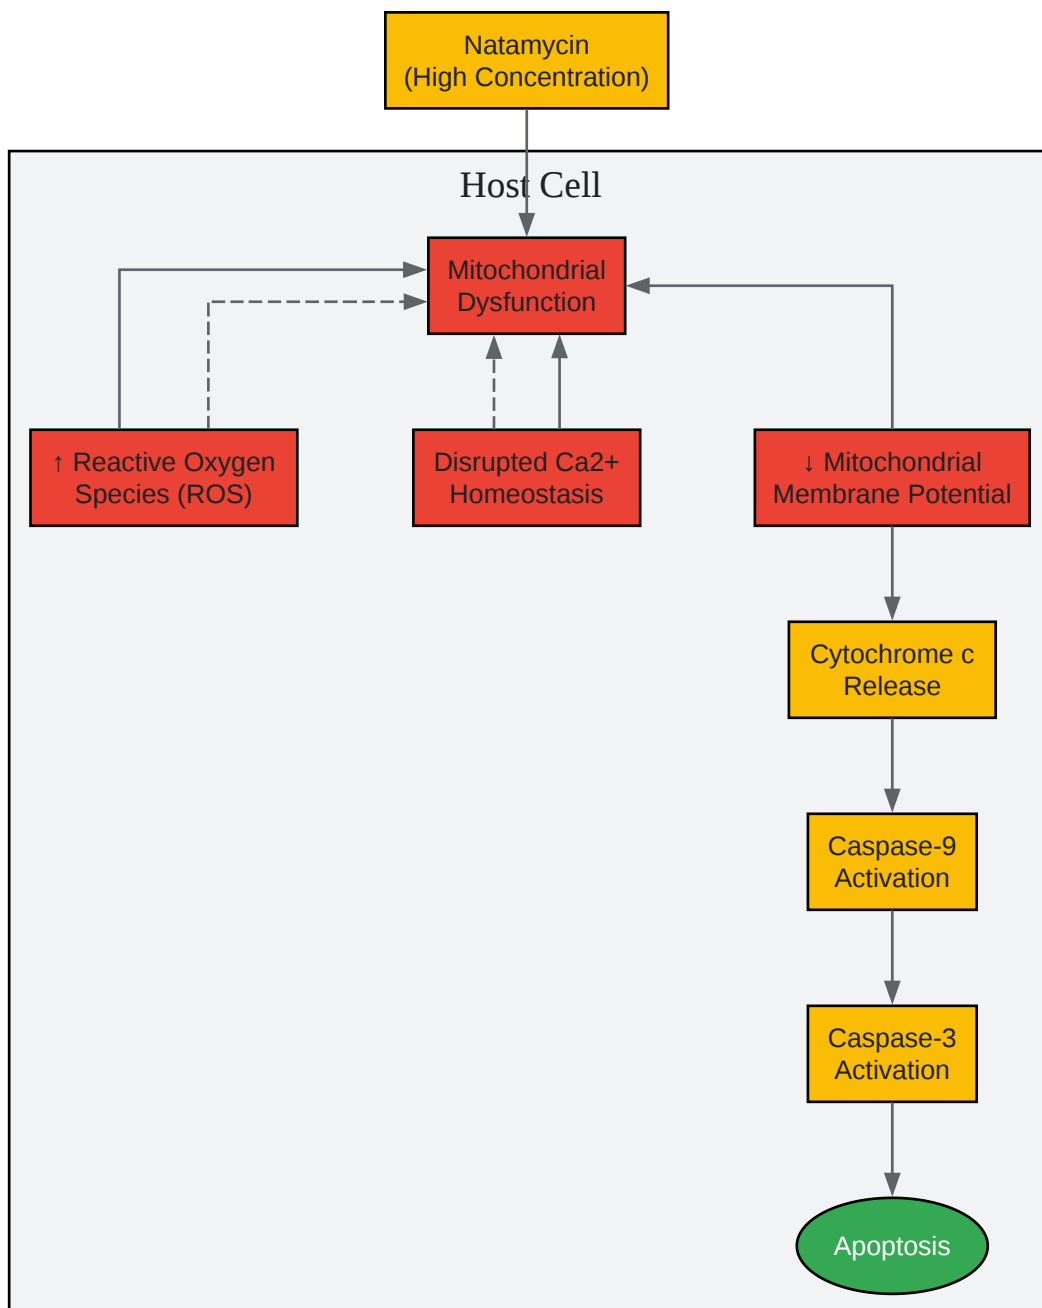 Natamycin
(High Concentration)
Host Cell
Mitochondrial
Dysfunction
↑ Reactive Oxygen
Species (ROS)
Disrupted Ca2+
Homeostasis
↓ Mitochondrial
Membrane Potential
Cytochrome c
Release
Caspase-9
Activation
Caspase-3
Activation
Apoptosis